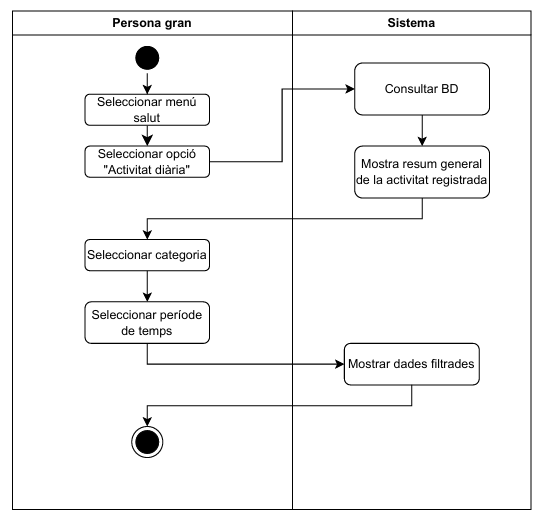 Persona gran
Sistema
Seleccionar menú
salut
Seleccionar opció
"Activitat diària"
Consultar BD
Mostra resum general
de la activitat registrada
Seleccionar categoria
Seleccionar període
de temps
Mostrar dades filtrades